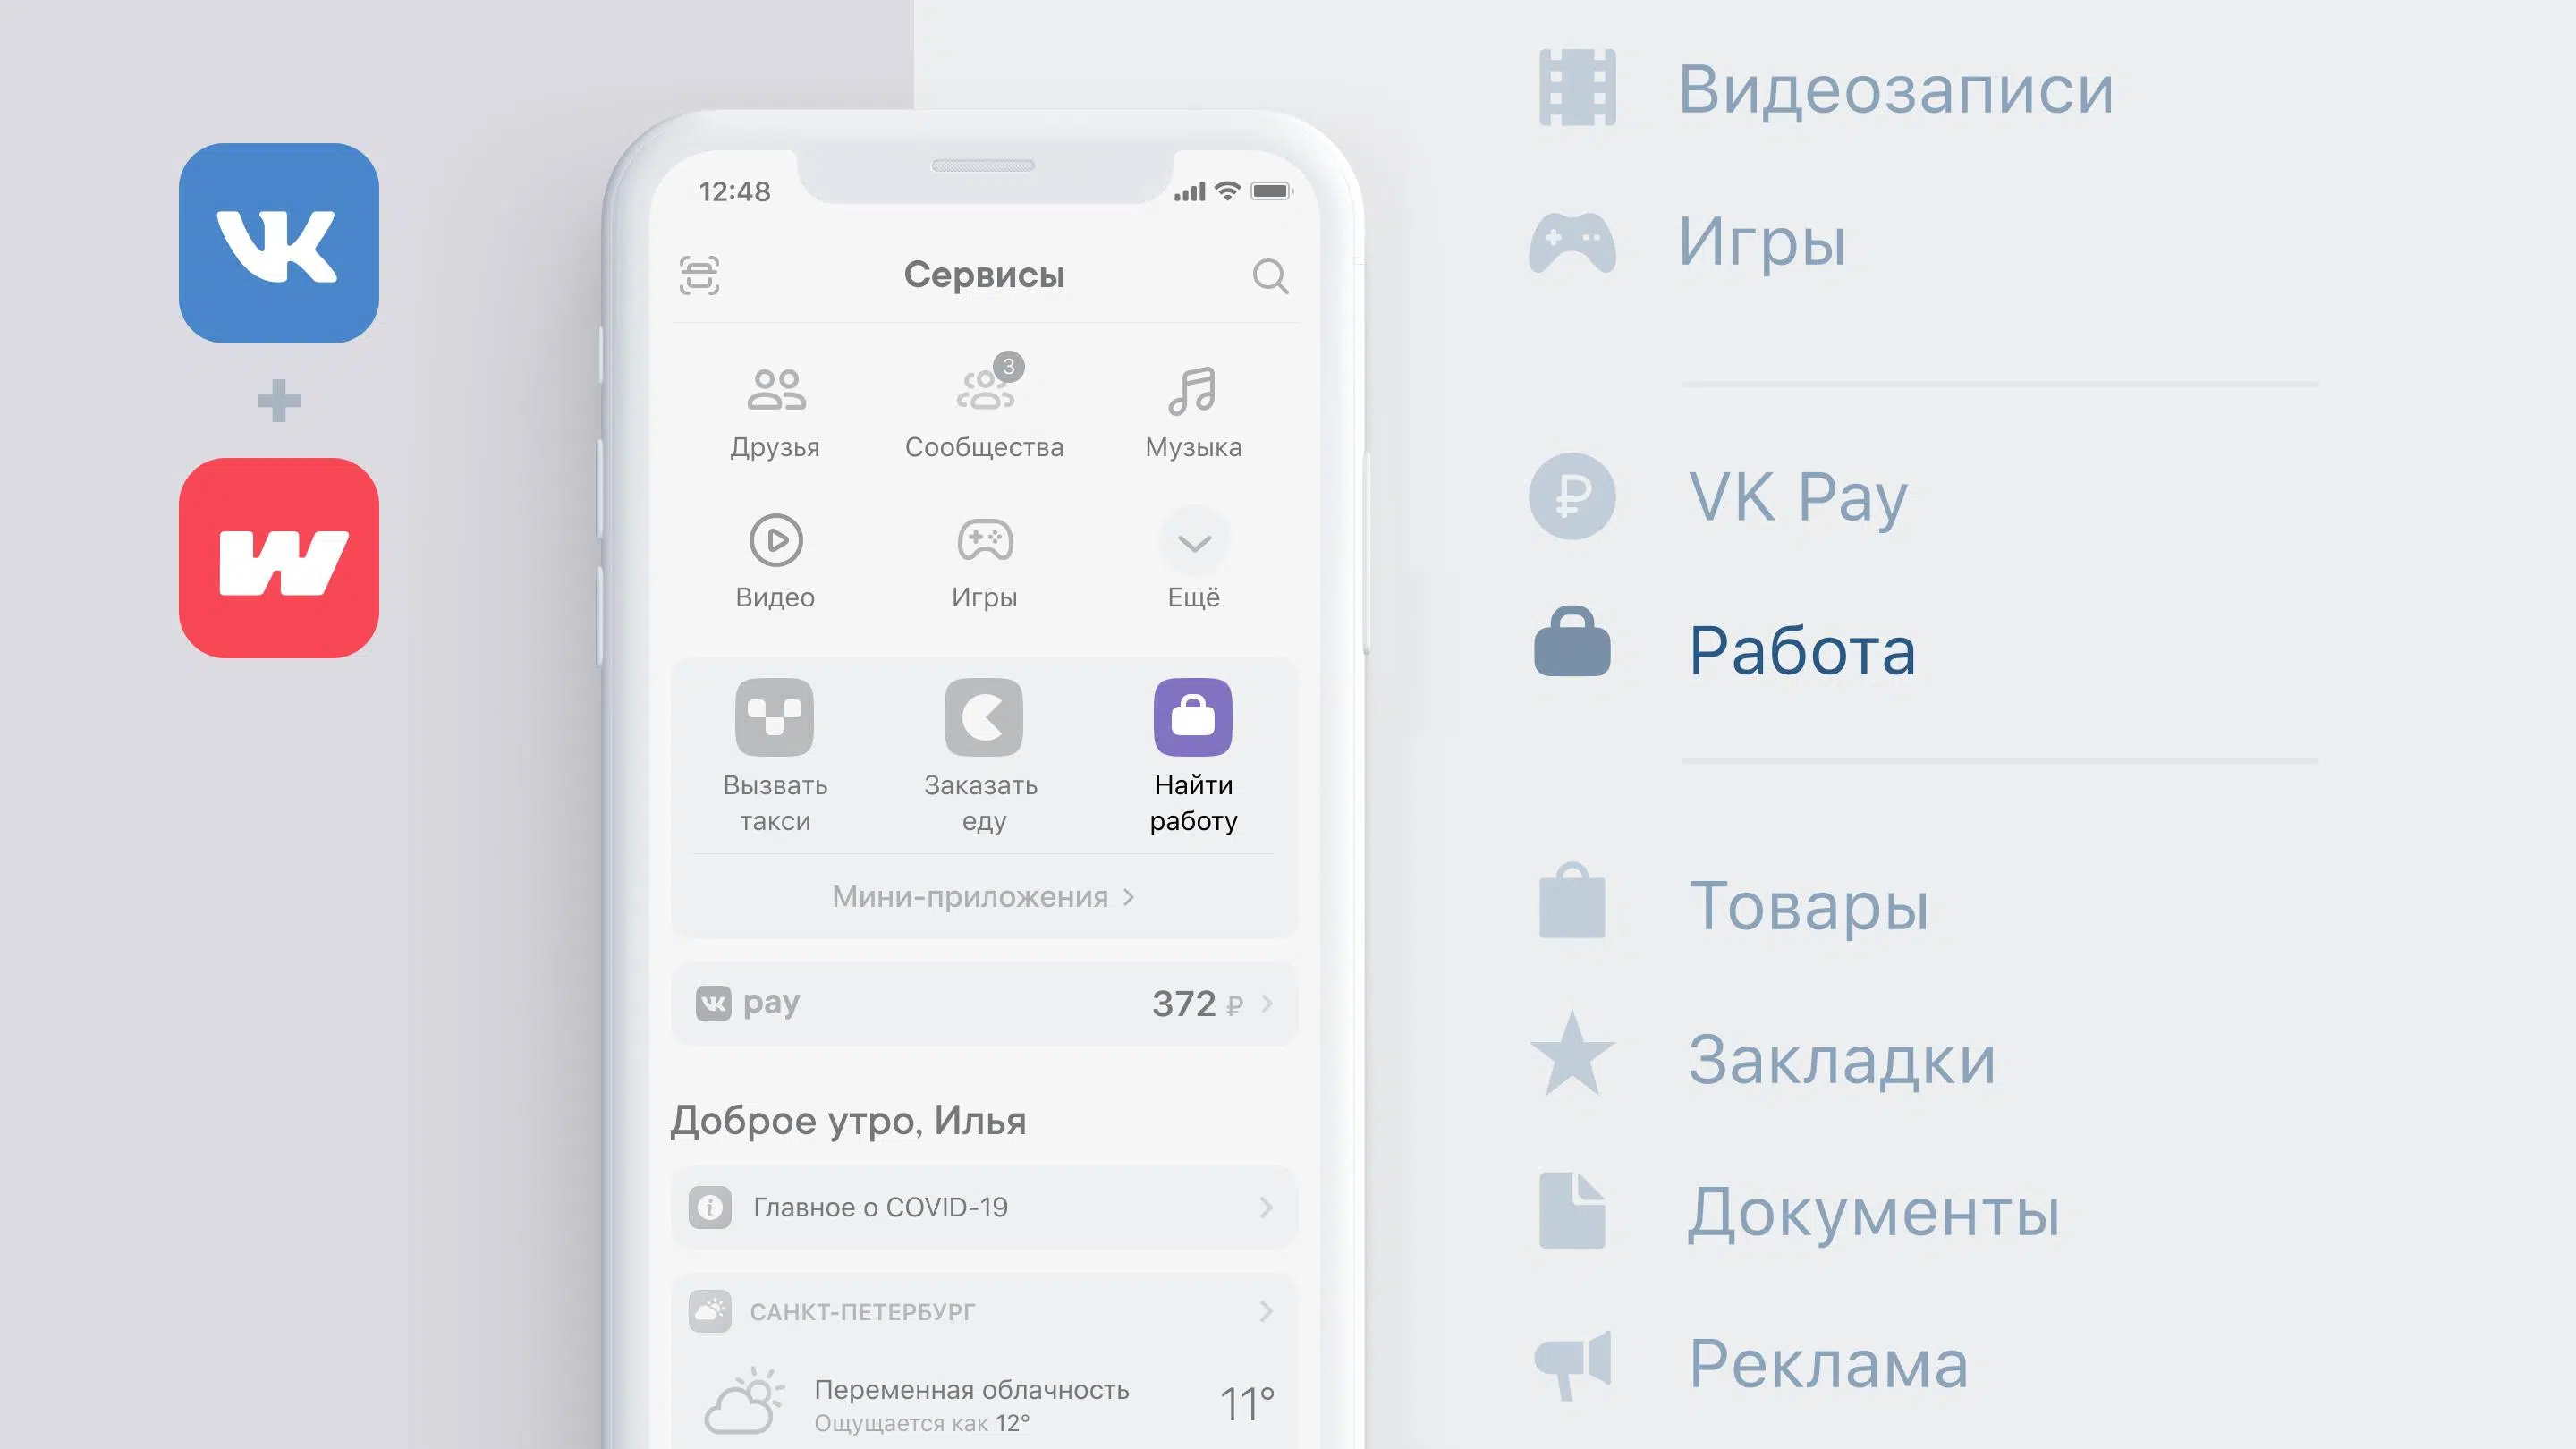 VK
W
12:48
Сервисы
3
Друзья
Сообщества
Музыка
Видео
Игры
Ещё
Вызвать
такси
Заказать
еду
Найти
работу
Мини-приложения
VK pay
372 ₽
Доброе утро, Илья
Главное о COVID-19
САНКТ-ПЕТЕРБУРГ
Переменная облачность
Ощущается как 12°
11°
Видеозаписи
Игры
₽ VK Pay
Работа
Товары
Закладки
Документы
Реклама